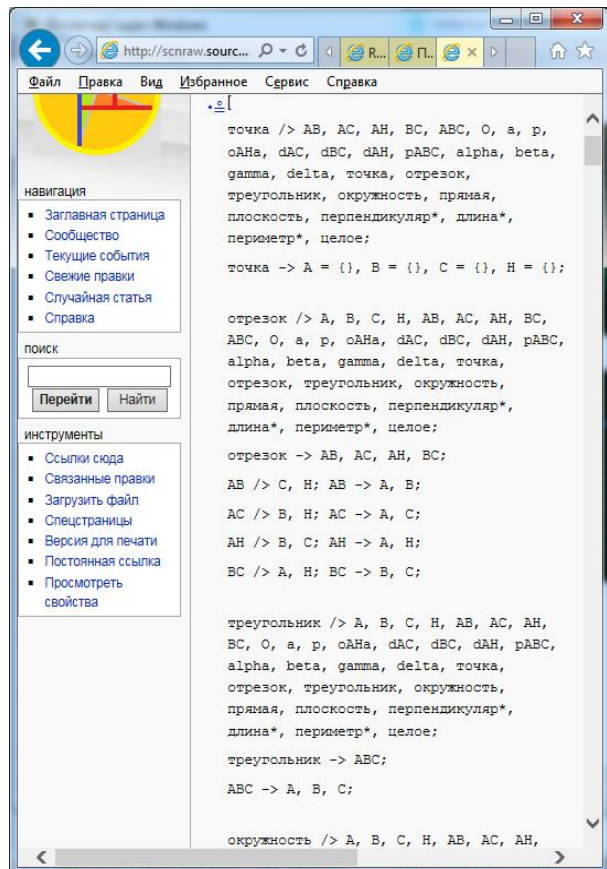 http://scnraw.sourc...
R...
П...
Файл Правка Вид Избранное Сервис Справка
навигация
Заглавная страница
Сообщество
Текущие события
Свежие правки
Случайная статья
Справка
поиск
Перейти Найти
инструменты
Ссылки сюда
Связанные правки
Загрузить файл
Спецстраницы
Версия для печати
Постоянная ссылка
Просмотреть
свойства
точка /> AB, AC, AH, BC, ABC, O, a, p,
oAHa, dAC, dBC, dAH, pABC, alpha, beta,
gamma, delta, точка, отрезок,
треугольник, окружность, прямая,
плоскость, перпендикуляр*, длина*,
периметр*, целое;
точка -> A = {}, B = {}, C = {}, H = {};
отрезок /> A, B, C, H, AB, AC, AH, BC,
ABC, O, a, p, oAHa, dAC, dBC, dAH, pABC,
alpha, beta, gamma, delta, точка,
отрезок, треугольник, окружность,
прямая, плоскость, перпендикуляр*,
длина*, периметр*, целое;
отрезок -> AB, AC, AH, BC;
AB /> C, H; AB -> A, B;
AC /> B, H; AC -> A, C;
AH /> B, C; AH -> A, H;
BC /> A, H; BC -> B, C;
треугольник /> A, B, C, H, AB, AC, AH,
BC, O, a, p, oAHa, dAC, dBC, dAH, pABC,
alpha, beta, gamma, delta, точка,
отрезок, треугольник, окружность,
прямая, плоскость, перпендикуляр*,
длина*, периметр*, целое;
треугольник -> ABC;
ABC -> A, B, C;
окружность /> A, B, C, H, AB, AC, AH,